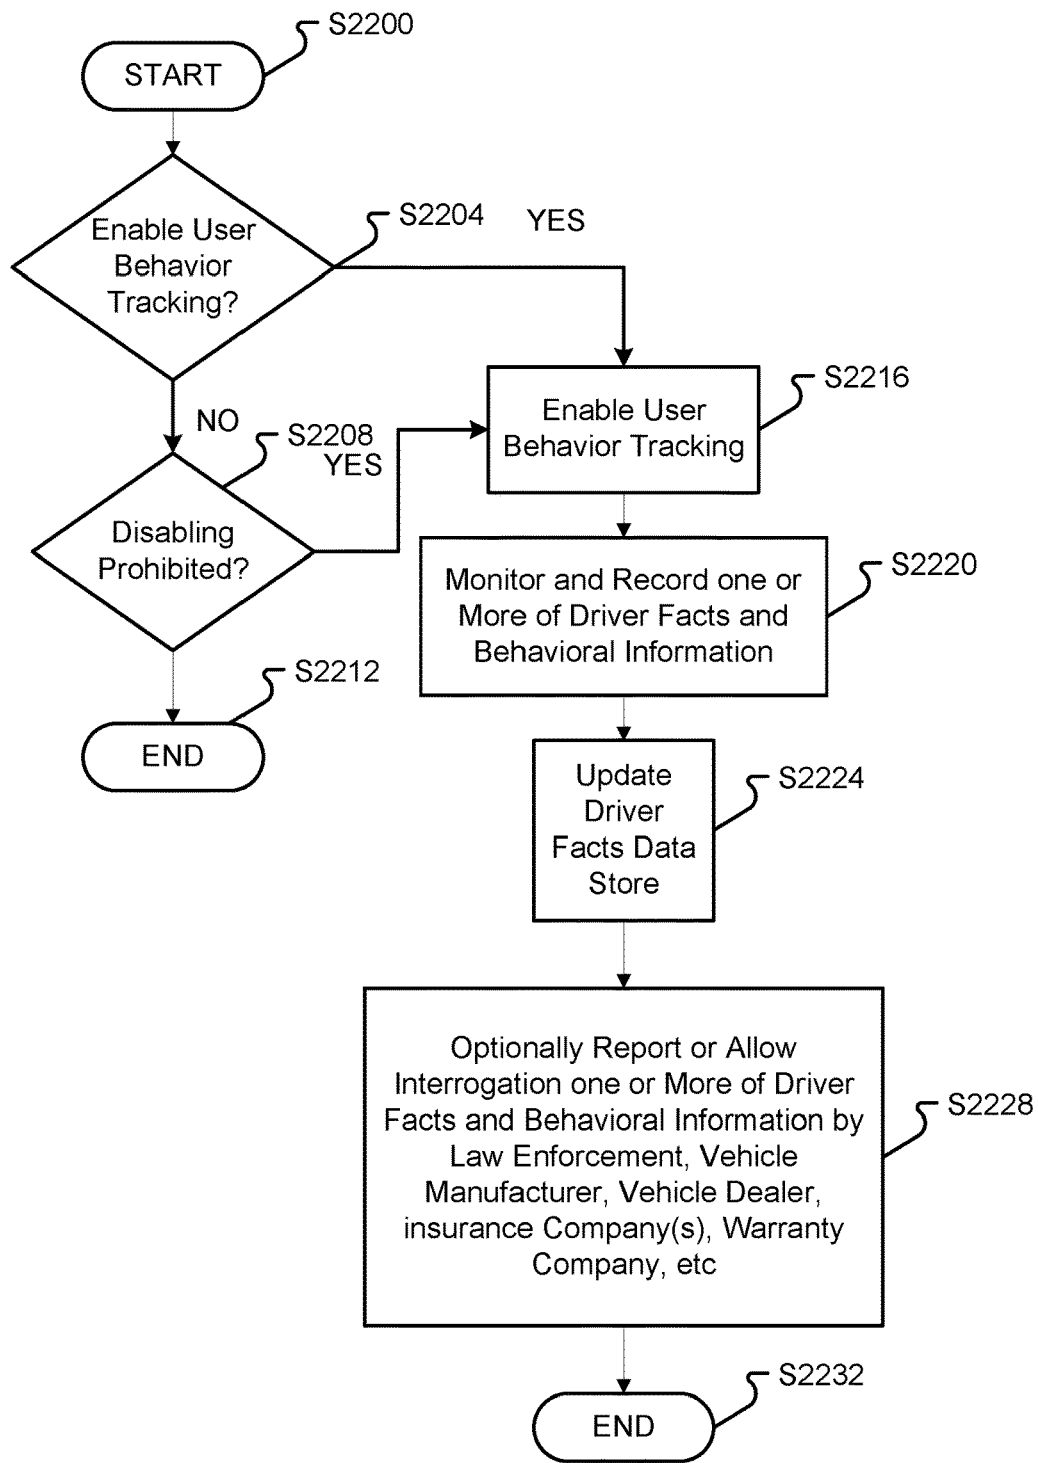 S2200
START
S2204
YES
Enable User
Behavior
Tracking?
S2216
Enable User
Behavior Tracking
NO
S2208
YES
Disabling
Prohibited?
S2220
Monitor and Record one or
More of Driver Facts and
Behavioral Information
S2212
END
S2224
Update
Driver
Facts Data
Store
Optionally Report or Allow
Interrogation one or More of Driver
Facts and Behavioral Information by
Law Enforcement, Vehicle
Manufacturer, Vehicle Dealer,
insurance Company(s), Warranty
Company, etc
S2228
S2232
END